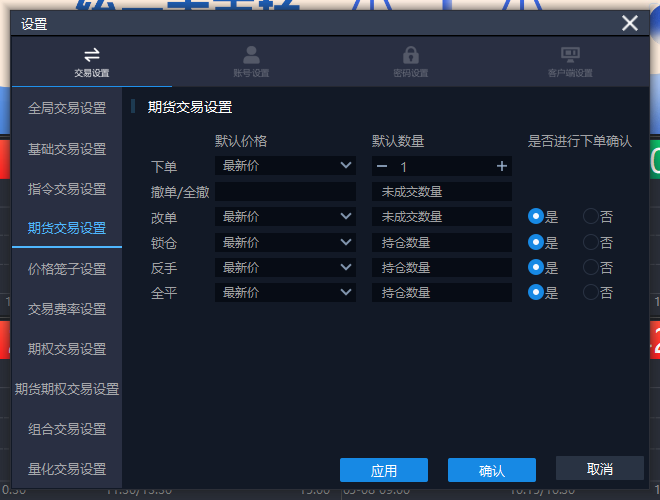 设置
交易设置
账号设置
密码设置
客户端设置
全局交易设置
基础交易设置
指令交易设置
期货交易设置
价格笼子设置
交易费率设置
期权交易设置
期货期权交易设置
组合交易设置
量化交易设置
期货交易设置
默认价格 默认数量 是否进行下单确认
下单 最新价 1
撤单/全撤 未成交数量
改单 最新价 未成交数量 是 否
锁仓 最新价 持仓数量 是 否
反手 最新价 持仓数量 是 否
全平 最新价 持仓数量 是 否
应用 确认 取消